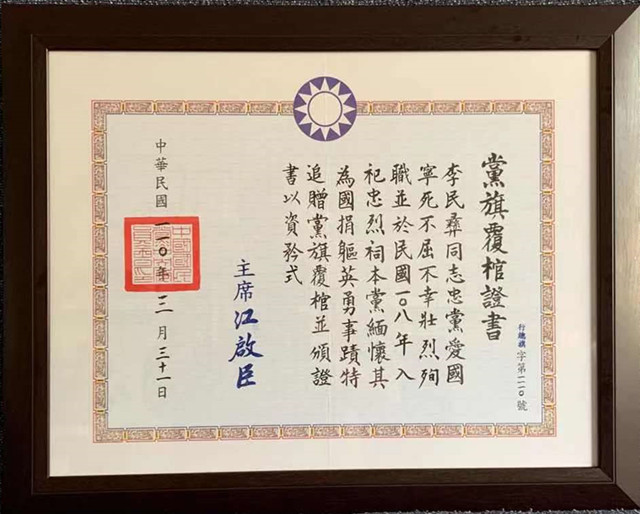 黨旗覆棺證書
行總旗字第 號
李民彝同志忠黨愛國
寧死不屈不幸壯烈殉
職並於民國一〇八年入
祀忠烈祠本黨緬懷其
為國捐軀英勇事蹟特
追贈黨旗覆棺並頒證
書以資矜式
主席 江啟臣
中華民國一一〇年三月三十一日